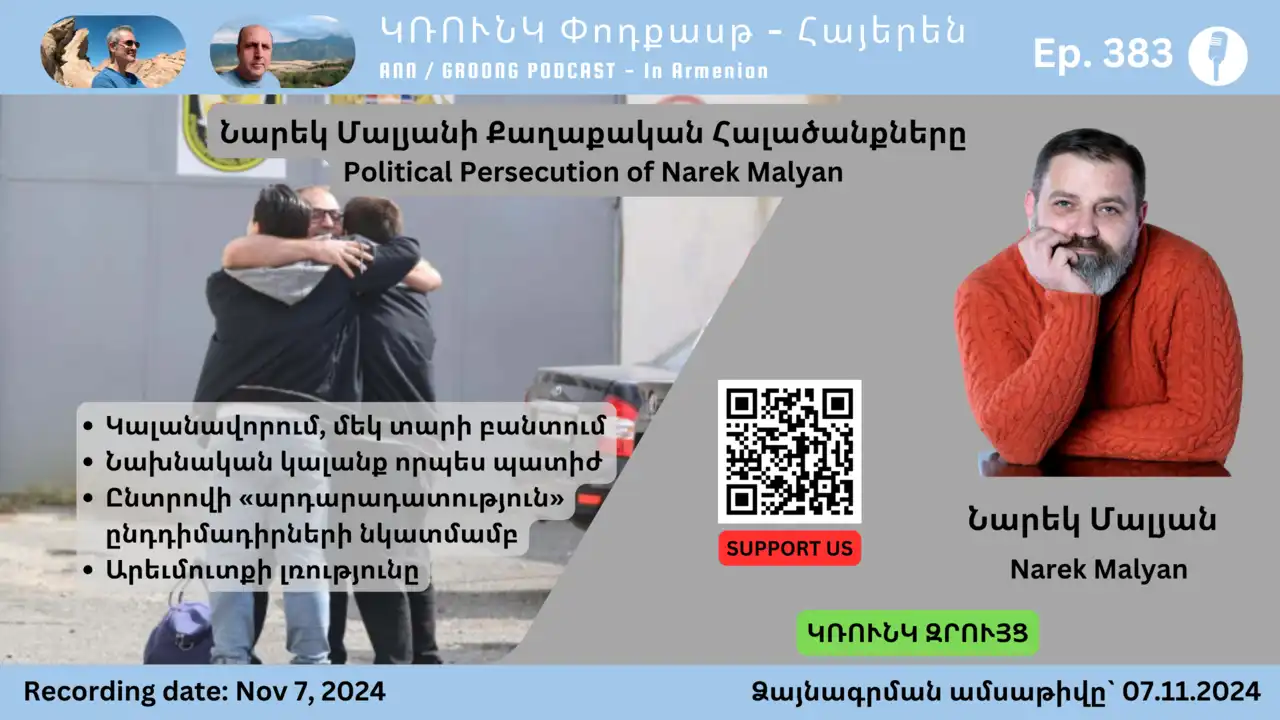 ԿՌՈՒՆԿ Փոդքասթ - Հայերեն
ANN / GROONG PODCAST - In Armenian
Ep. 383
Նարեկ Մալյանի Քաղաքական Հալածանքները
Political Persecution of Narek Malyan
• Կալանավորում, մեկ տարի բանտում
• Նախնական կալանք որպես պատիժ
• Ընտրովի «արդարադատություն»
ընդդիմադիրների նկատմամբ
• Արեւմուտքի լռությունը
SUPPORT US
Նարեկ Մալյան
Narek Malyan
ԿՌՈՒՆԿ ԶՐՈՒՅՑ
Recording date: Nov 7, 2024
Ձայնագրման ամսաթիվը՝ 07.11.2024